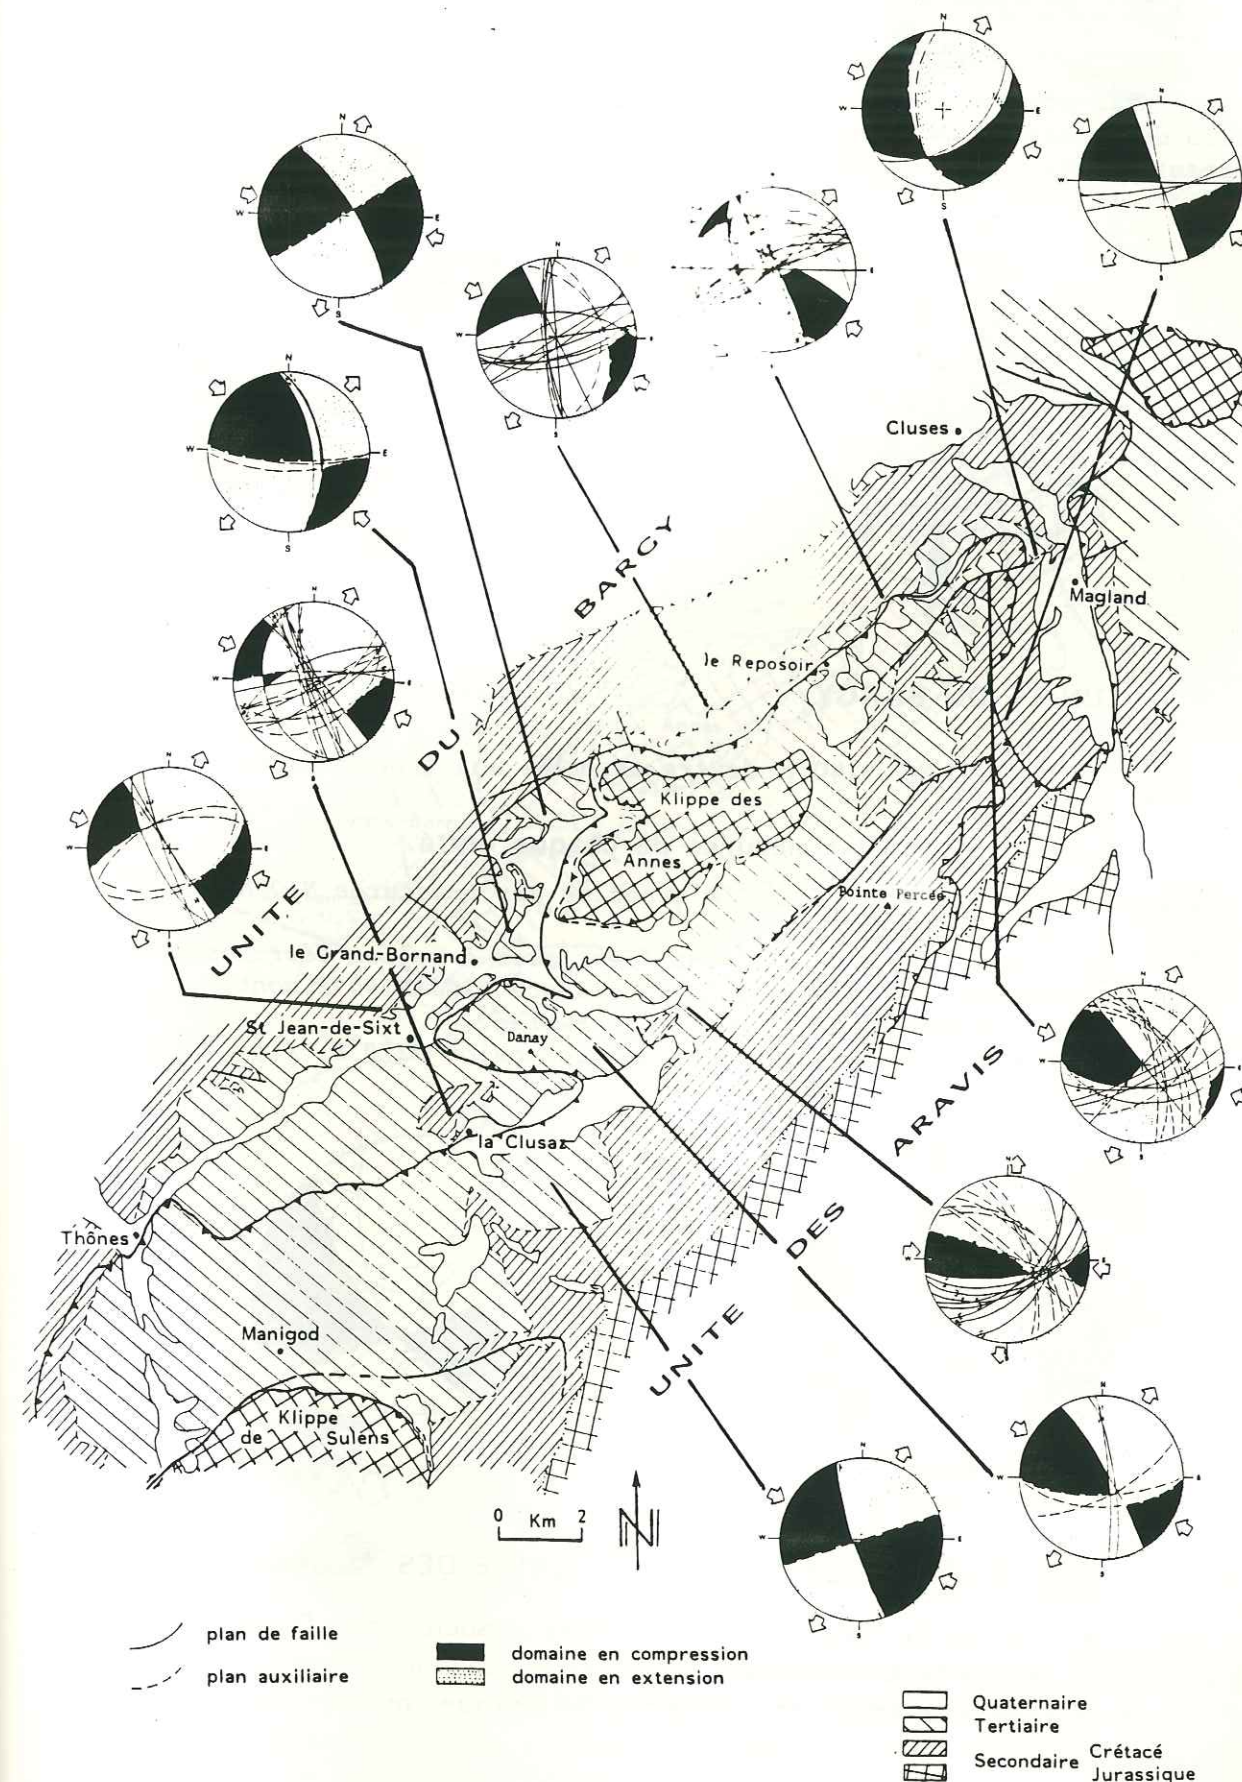 N
W
E
S
Cluses
Magland
BARGY
le Reposoir
DU
Klippe des
Annes
Pointe Percée
UNITE
le Grand-Bornand
St Jean-de-Sixt
Danay
ARAVIS
la Clusaz
DES
Thônes
UNITE
Manigod
Klippe
de Sulens
0 Km 2
N
plan de faille
plan auxiliaire
domaine en compression
domaine en extension
Quaternaire
Tertiaire
Secondaire Crétacé
Jurassique